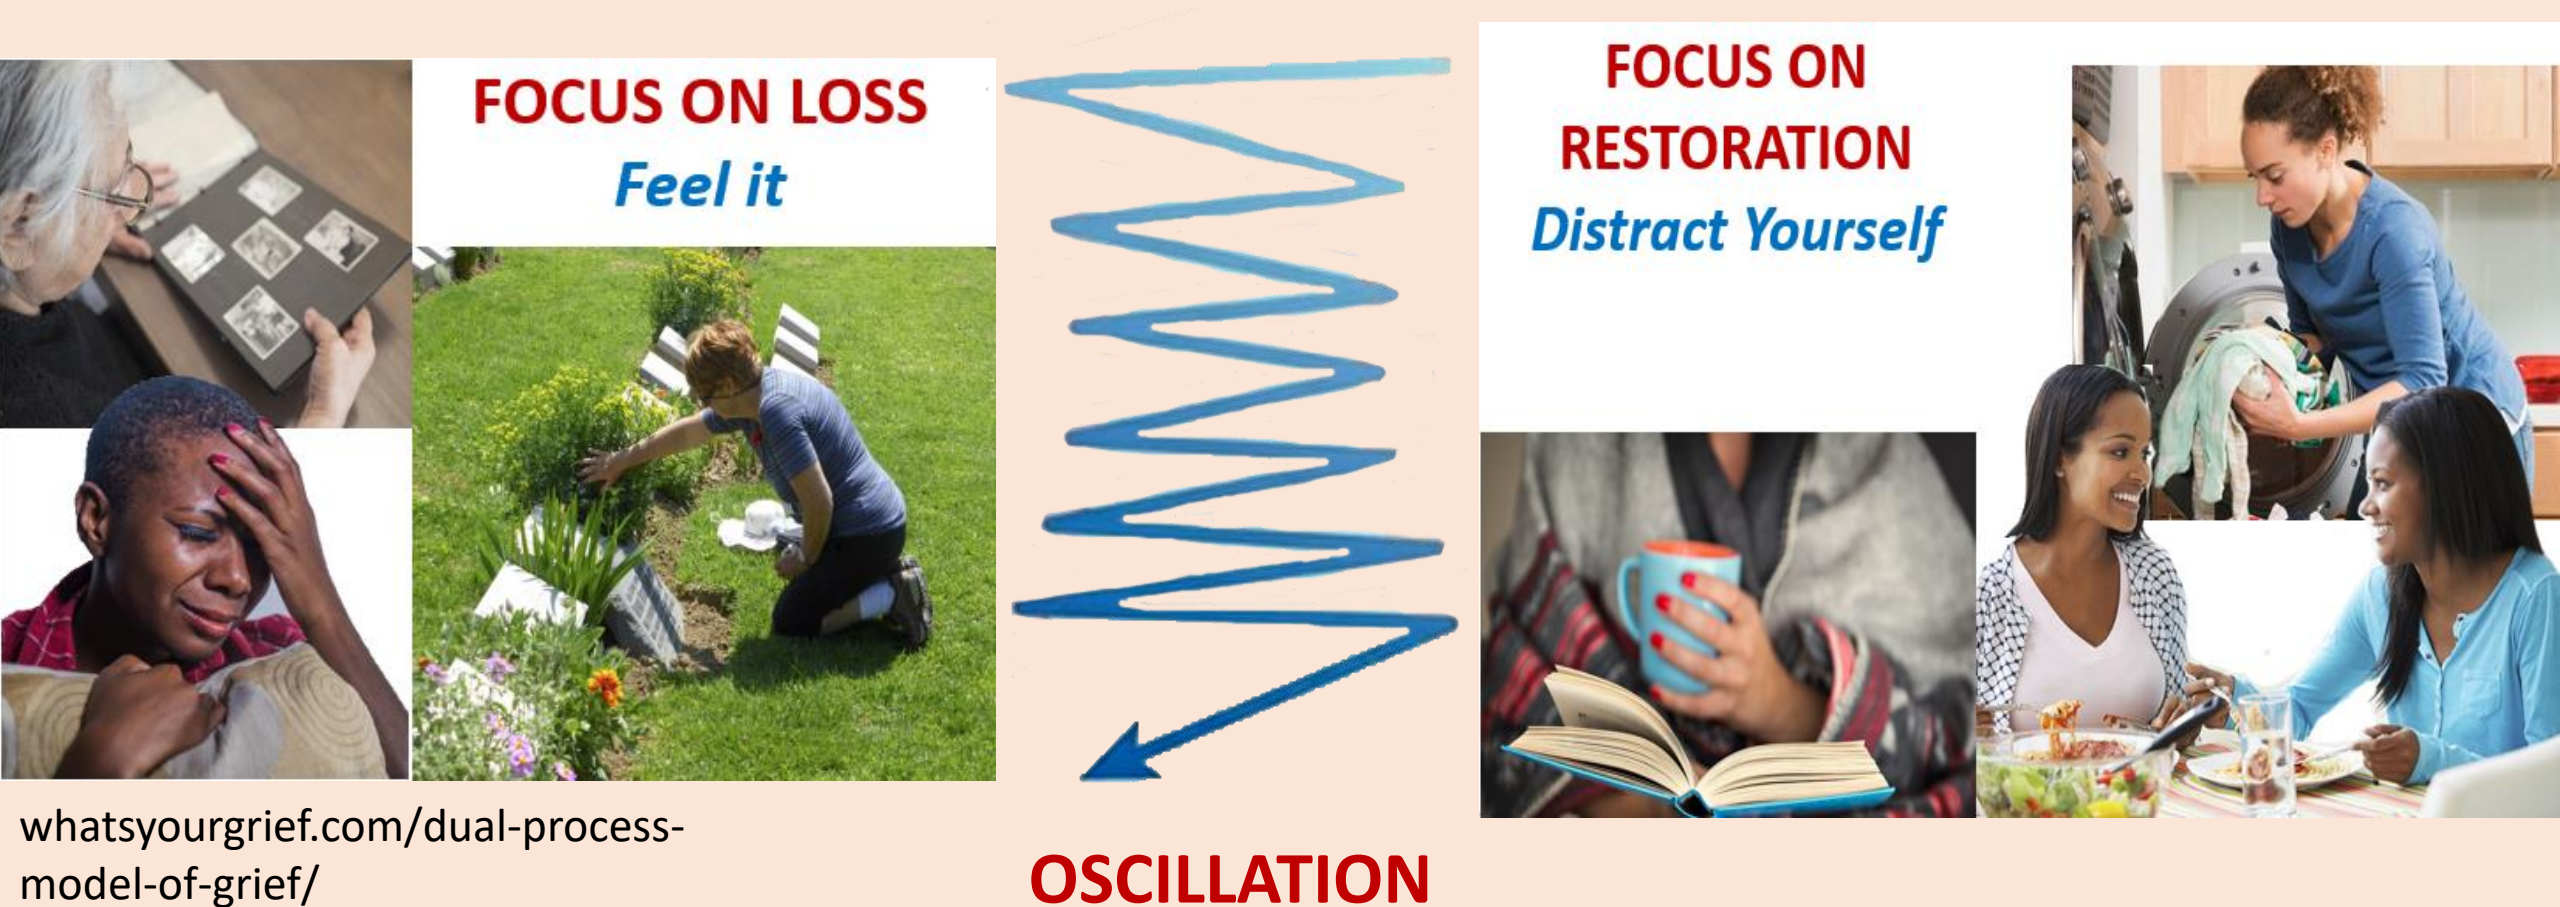 FOCUS ON LOSS
Feel it
FOCUS ON
RESTORATION
Distract Yourself
whatsyourgrief.com/dual-process-
model-of-grief/
OSCILLATION